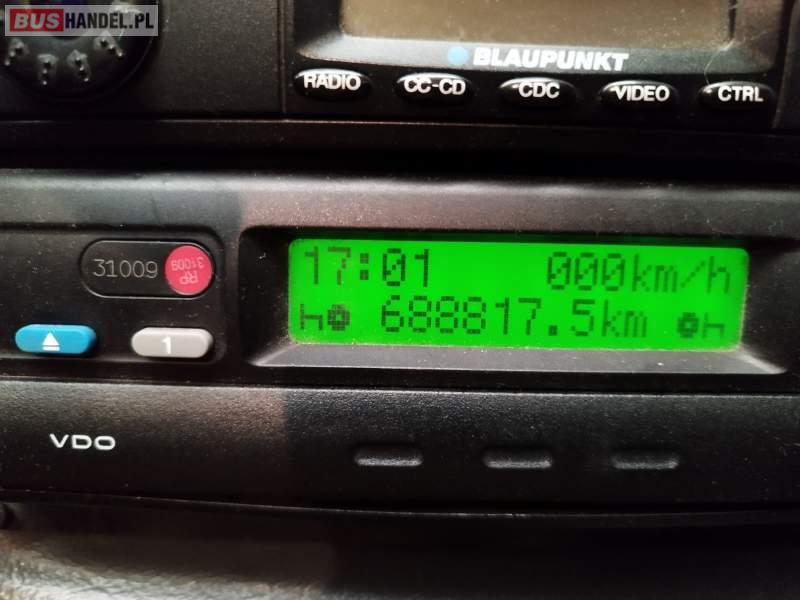 BUSHANDEL.PL
BLAUPUNKT
RADIO CC-CD CDC VIDEO CTRL
31009 RP 31009
17:01 000km/h
h 688817.5km h
1
VDO